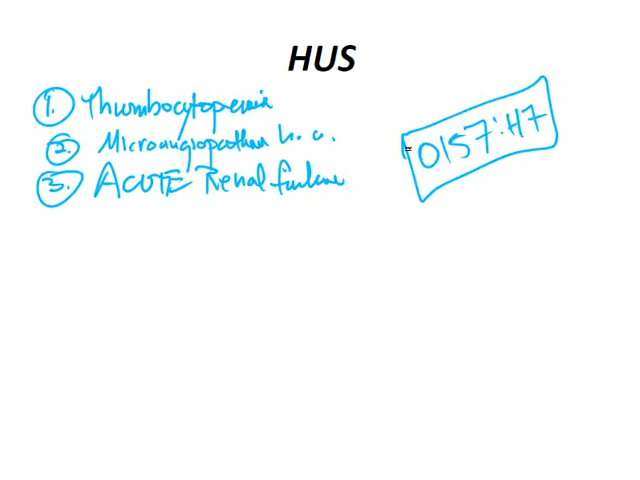 HUS
1. Thrombocytopenia
2. Microangiopathic h. a.
3. ACUTE Renal failure
O157:H7